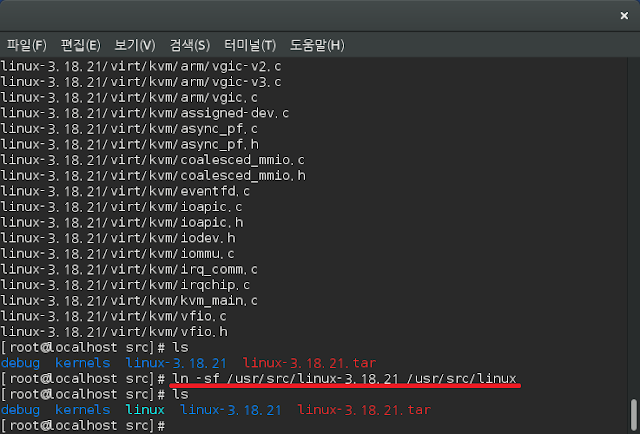 ×
파일(F) 편집(E) 보기(V) 검색(S) 터미널(T) 도움말(H)
linux-3.18.21/virt/kvm/arm/vgic-v2.c
linux-3.18.21/virt/kvm/arm/vgic-v3.c
linux-3.18.21/virt/kvm/arm/vgic.c
linux-3.18.21/virt/kvm/assigned-dev.c
linux-3.18.21/virt/kvm/async_pf.c
linux-3.18.21/virt/kvm/async_pf.h
linux-3.18.21/virt/kvm/coalesced_mmio.c
linux-3.18.21/virt/kvm/coalesced_mmio.h
linux-3.18.21/virt/kvm/eventfd.c
linux-3.18.21/virt/kvm/ioapic.c
linux-3.18.21/virt/kvm/ioapic.h
linux-3.18.21/virt/kvm/iodev.h
linux-3.18.21/virt/kvm/iommu.c
linux-3.18.21/virt/kvm/irq_comm.c
linux-3.18.21/virt/kvm/irqchip.c
linux-3.18.21/virt/kvm/kvm_main.c
linux-3.18.21/virt/kvm/vfio.c
linux-3.18.21/virt/kvm/vfio.h
[root@localhost src]# ls
debug kernels linux-3.18.21 linux-3.18.21.tar
[root@localhost src]# ln -sf /usr/src/linux-3.18.21 /usr/src/linux
[root@localhost src]# ls
debug kernels linux linux-3.18.21 linux-3.18.21.tar
[root@localhost src]#